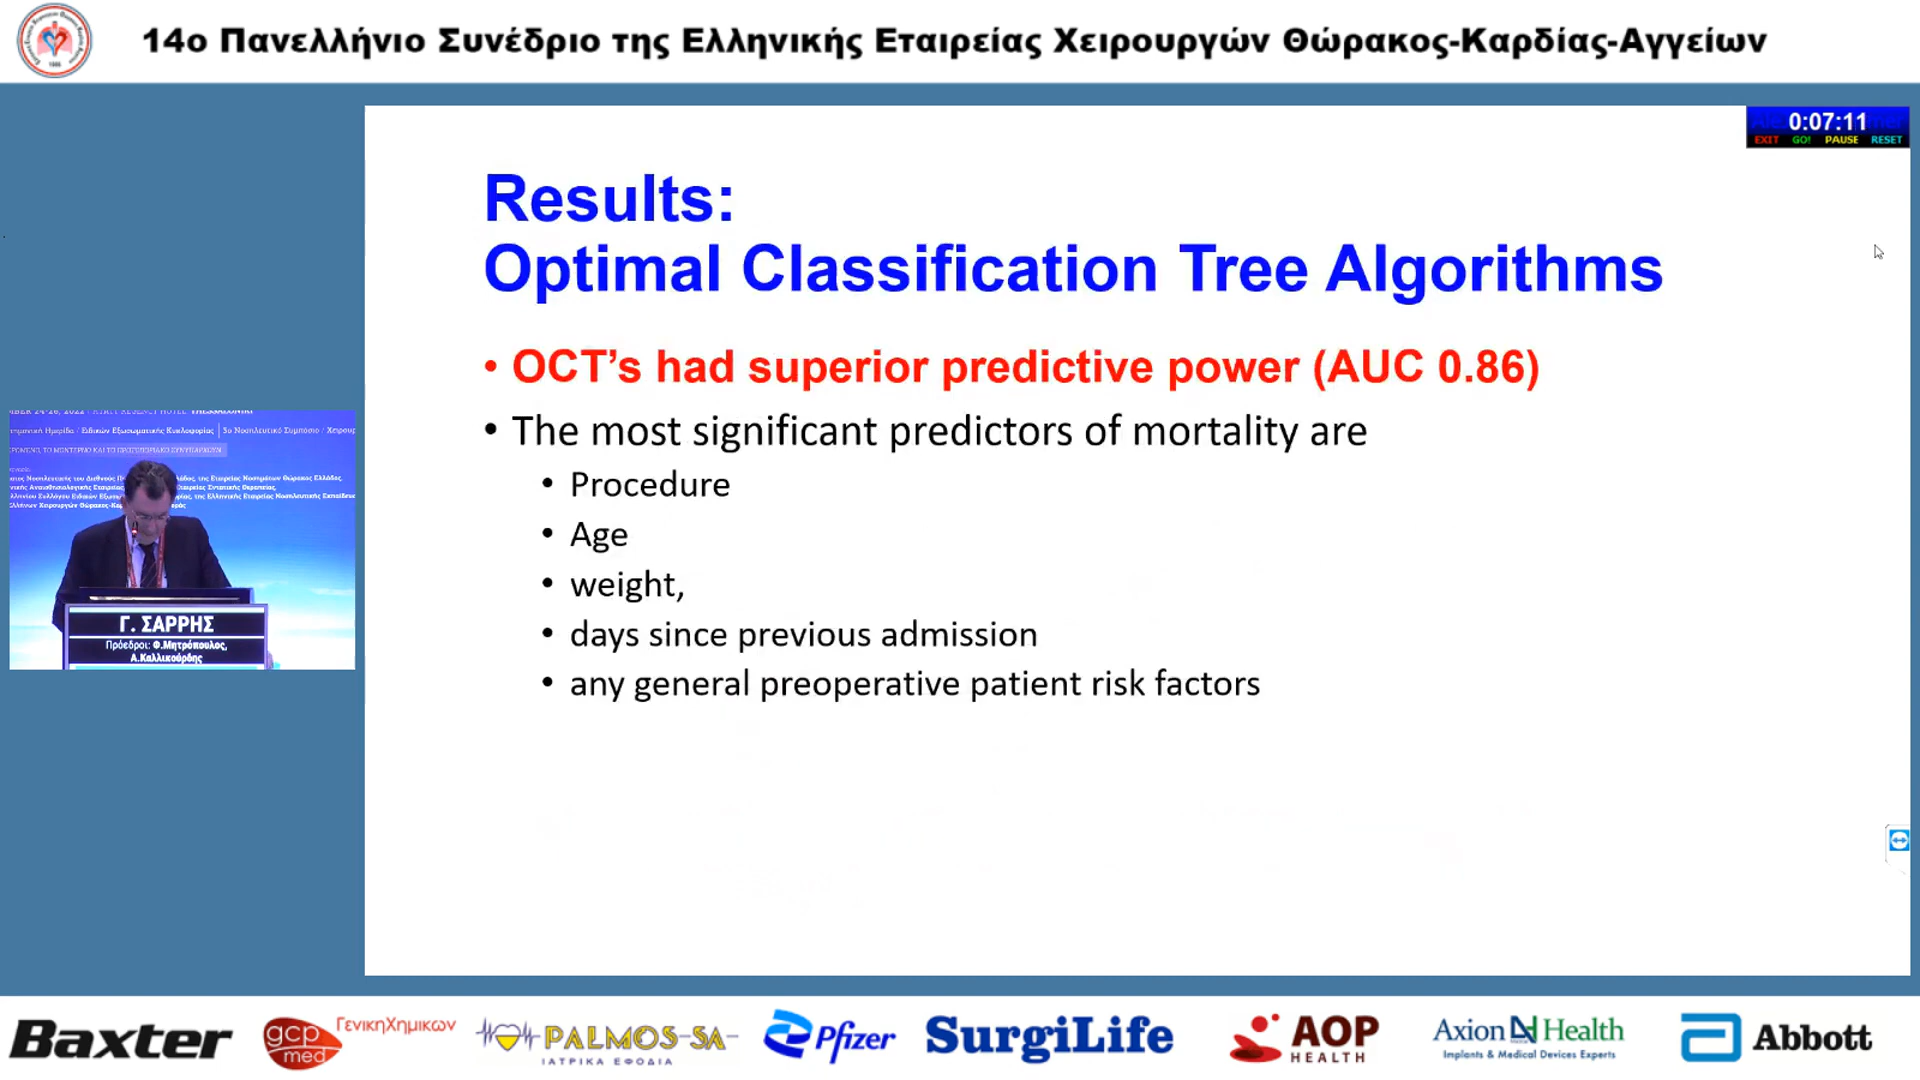 14ο Πανελλήνιο Συνέδριο της Ελληνικής Εταιρείας Χειρουργών Θώρακος-Καρδίας-Αγγείων
0:07:11
EXIT GO! PAUSE RESET
Results:
Optimal Classification Tree Algorithms
• OCT’s had superior predictive power (AUC 0.86)
• The most significant predictors of mortality are
• Procedure
• Age
• weight,
• days since previous admission
• any general preoperative patient risk factors
Γ. ΣΑΡΡΗΣ
Πρόεδροι: Φ.Μητρόπουλος,
Α.Καλλικούρδης
Baxter
gcp med
ΓενικήΧημικών
PALMOS-SA
ΙΑΤΡΙΚΑ ΕΦΟΔΙΑ
Pfizer
SurgiLife
AOP
HEALTH
Axion Health
Implants & Medical Devices Experts
Abbott